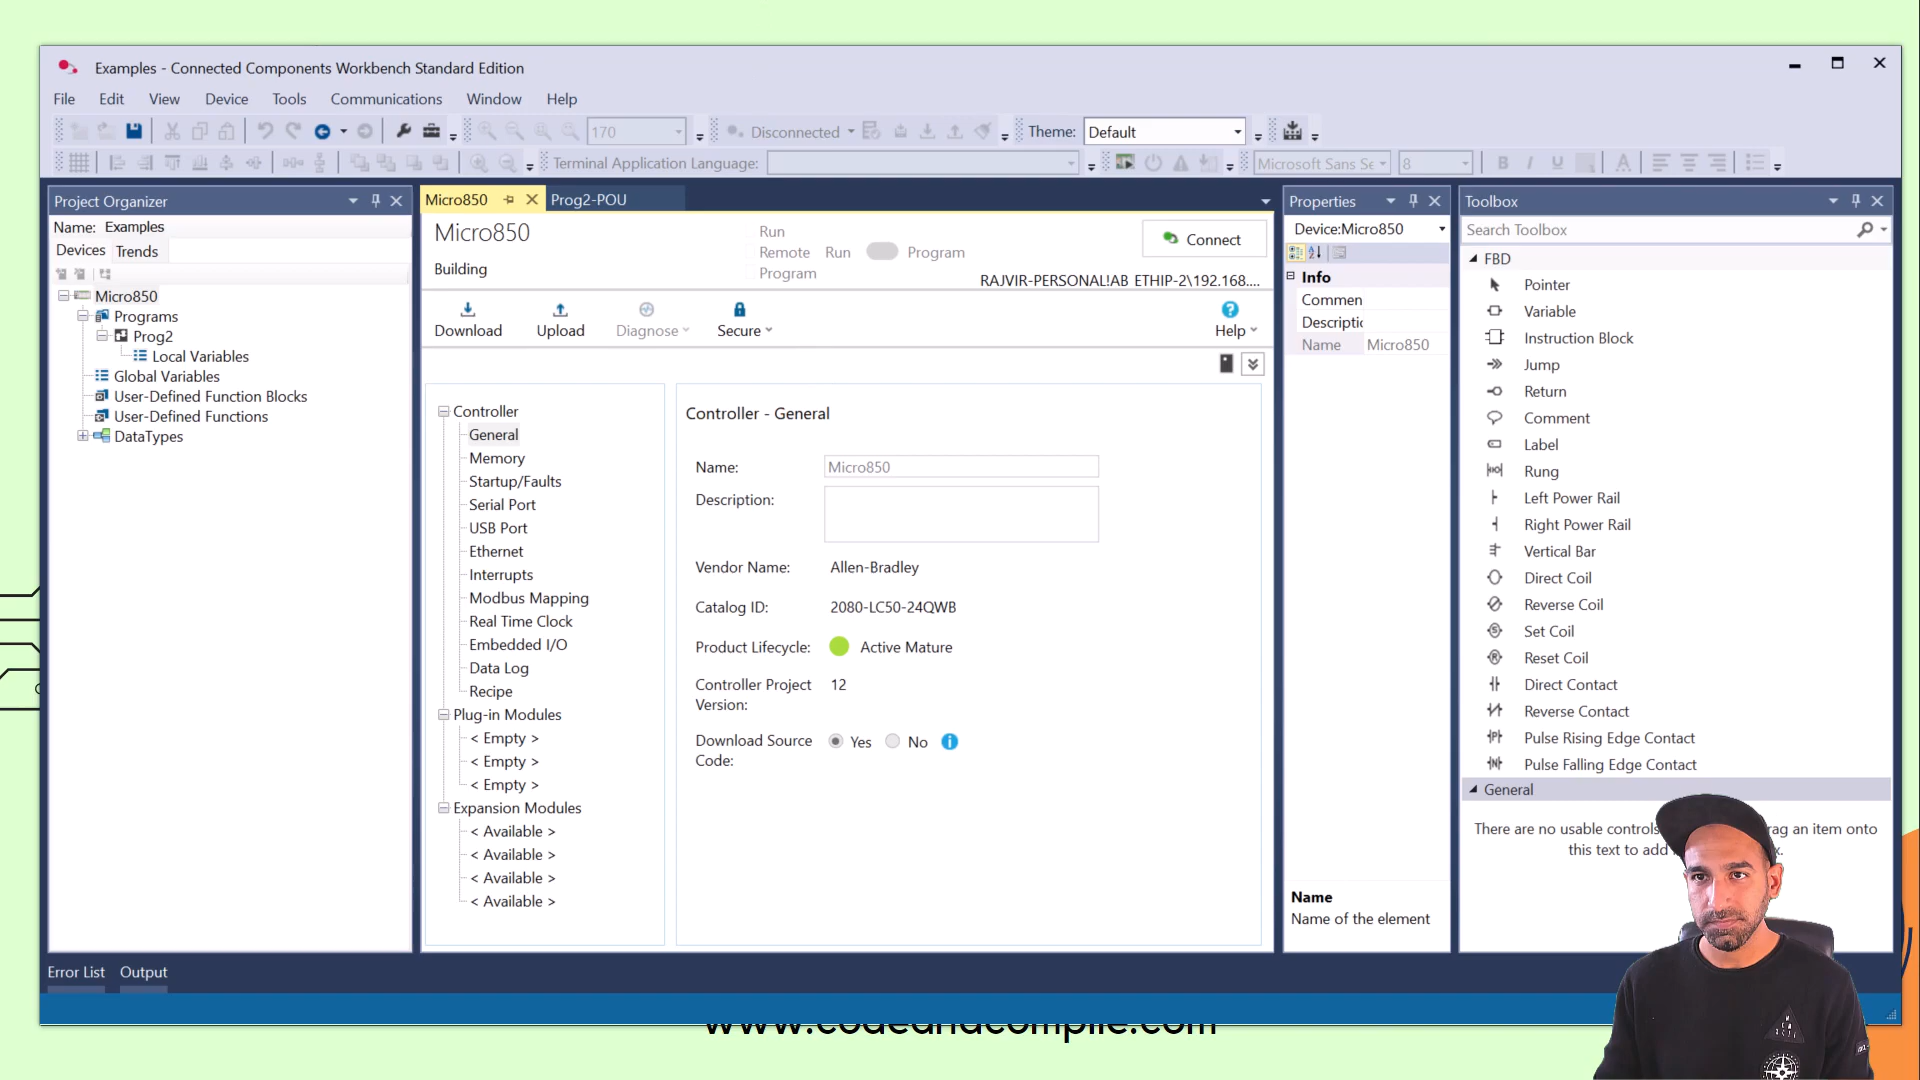 Examples - Connected Components Workbench Standard Edition
File Edit View Device Tools Communications Window Help
170 Disconnected Theme: Default
Terminal Application Language: Microsoft Sans Se 8 B I U A
Project Organizer
Name: Examples
Devices Trends
Micro850
Programs
Prog2
Local Variables
Global Variables
User-Defined Function Blocks
User-Defined Functions
DataTypes
Micro850 Prog2-POU
Micro850
Building
Run
Remote Run Program
Program
Connect
RAJVIR-PERSONAL!AB_ETHIP-2\192.168....
Download Upload Diagnose Secure Help
Controller
General
Memory
Startup/Faults
Serial Port
USB Port
Ethernet
Interrupts
Modbus Mapping
Real Time Clock
Embedded I/O
Data Log
Recipe
Plug-in Modules
< Empty >
< Empty >
< Empty >
Expansion Modules
< Available >
< Available >
< Available >
< Available >
Controller - General
Name: Micro850
Description:
Vendor Name: Allen-Bradley
Catalog ID: 2080-LC50-24QWB
Product Lifecycle: Active Mature
Controller Project Version: 12
Download Source Code: Yes No
Properties
Device:Micro850
Info
Commen
Descriptic
Name Micro850
Name
Name of the element
Toolbox
Search Toolbox
FBD
Pointer
Variable
Instruction Block
Jump
Return
Comment
Label
Rung
Left Power Rail
Right Power Rail
Vertical Bar
Direct Coil
Reverse Coil
Set Coil
Reset Coil
Direct Contact
Reverse Contact
Pulse Rising Edge Contact
Pulse Falling Edge Contact
General
There are no usable controls rag an item onto
this text to add x.
Error List Output
www.codeandcompile.com